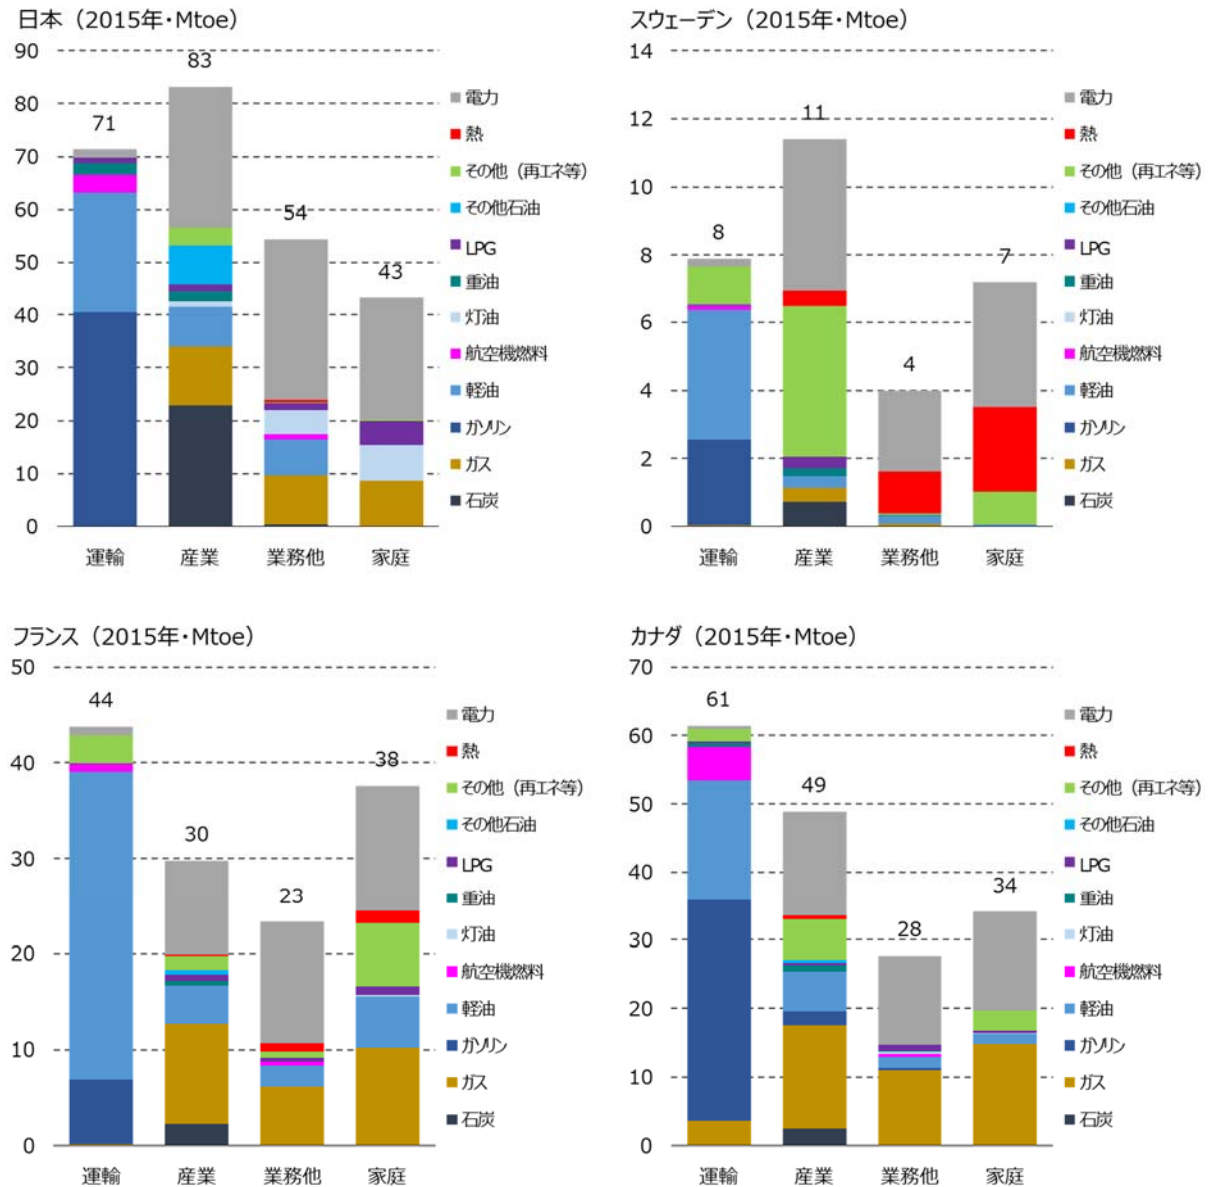 日本（2015年・Mtoe）
90
80
70
60
50
40
30
20
10
0
71
83
54
43
運輸
産業
業務他
家庭
電力
熱
その他（再エネ等）
その他石油
LPG
重油
灯油
航空機燃料
軽油
ガソリン
ガス
石炭
スウェーデン（2015年・Mtoe）
14
12
10
8
6
4
2
0
8
11
4
7
運輸
産業
業務他
家庭
電力
熱
その他（再エネ等）
その他石油
LPG
重油
灯油
航空機燃料
軽油
ガソリン
ガス
石炭
フランス（2015年・Mtoe）
50
40
30
20
10
0
44
30
23
38
運輸
産業
業務他
家庭
電力
熱
その他（再エネ等）
その他石油
LPG
重油
灯油
航空機燃料
軽油
ガソリン
ガス
石炭
カナダ（2015年・Mtoe）
70
60
50
40
30
20
10
0
61
49
28
34
運輸
産業
業務他
家庭
電力
熱
その他（再エネ等）
その他石油
LPG
重油
灯油
航空機燃料
軽油
ガソリン
ガス
石炭